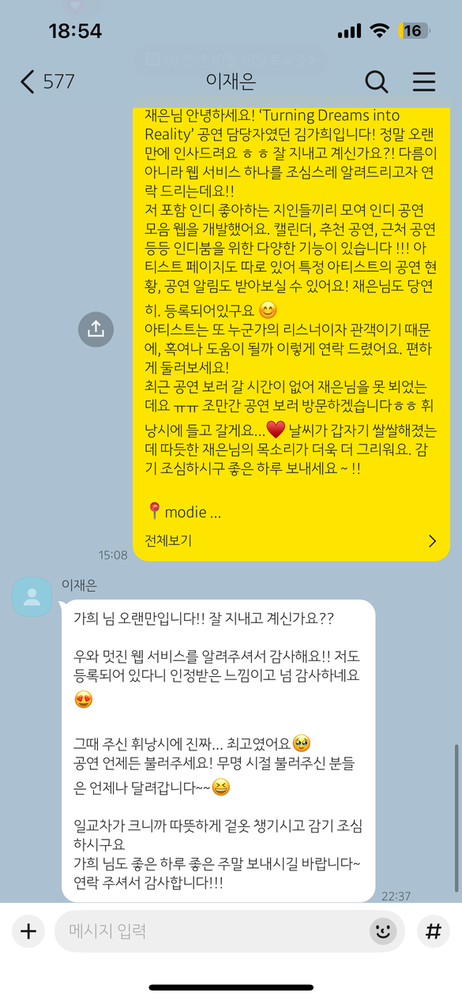 18:54
16
577
이재은
재은님 안녕하세요! ‘Turning Dreams into
Reality’ 공연 담당자였던 김가희입니다! 정말 오랜
만에 인사드려요 ㅎ ㅎ 잘 지내고 계신가요?! 다름이
아니라 웹 서비스 하나를 조심스레 알려드리고자 연
락 드리는데요!!
저 포함 인디 좋아하는 지인들끼리 모여 인디 공연
모음 웹을 개발했어요. 캘린더, 추천 공연, 근처 공연
등등 인디붐을 위한 다양한 기능이 있습니다 !!! 아
티스트 페이지도 따로 있어 특정 아티스트의 공연 현
황, 공연 알림도 받아보실 수 있어요! 재은님도 당연
히. 등록되어있구요 😊
아티스트는 또 누군가의 리스너이자 관객이기 때문
에, 혹여나 도움이 될까 이렇게 연락 드렸어요. 편하
게 둘러보세요!
최근 공연 보러 갈 시간이 없어 재은님을 못 뵈었는
데요 ㅠㅠ 조만간 공연 보러 방문하겠습니다ㅎㅎ 휘
낭시에 들고 갈게요...♥️ 날씨가 갑자기 쌀쌀해졌는
데 따듯한 재은님의 목소리가 더욱 더 그리워요. 감
기 조심하시구 좋은 하루 보내세요 ~ !!
📍modie ...
전체보기
15:08
이재은
가희 님 오랜만입니다!! 잘 지내고 계신가요??
우와 멋진 웹 서비스를 알려주셔서 감사해요!! 저도
등록되어 있다니 인정받은 느낌이고 넘 감사하네요
😍
그때 주신 휘낭시에 진짜... 최고였어요🥹
공연 언제든 불러주세요! 무명 시절 불러주신 분들
은 언제나 달려갑니다~~😆
일교차가 크니까 따뜻하게 겉옷 챙기시고 감기 조심
하시구요
가희 님도 좋은 하루 좋은 주말 보내시길 바랍니다~
연락 주셔서 감사합니다!!!
22:37
메시지 입력
#